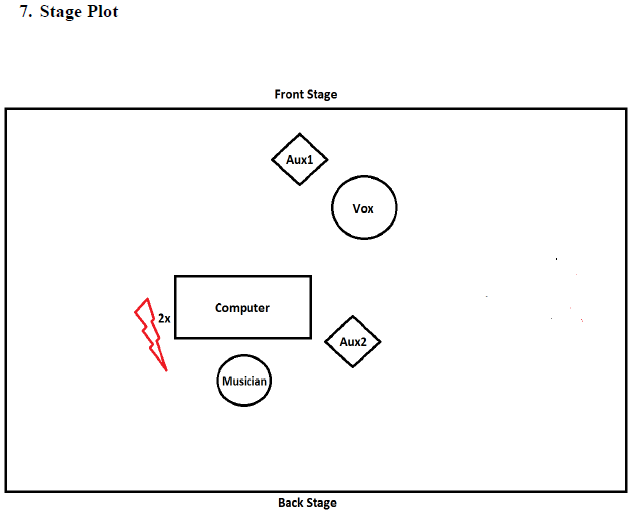 7. Stage Plot
Front Stage
Aux1
Vox
Computer
2x
Aux2
Musician
Back Stage